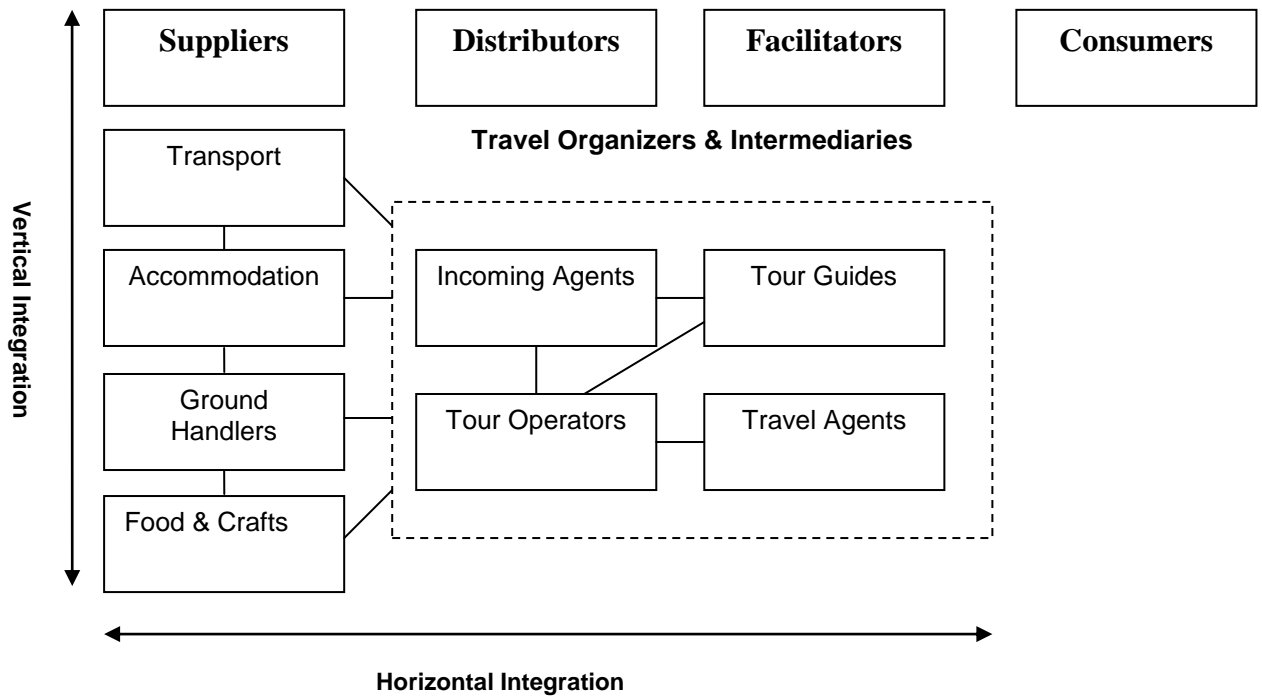 Suppliers
Distributors
Facilitators
Consumers
Travel Organizers & Intermediaries
Transport
Vertical Integration
Accommodation
Incoming Agents
Tour Guides
Ground
Handlers
Tour Operators
Travel Agents
Food & Crafts
Horizontal Integration